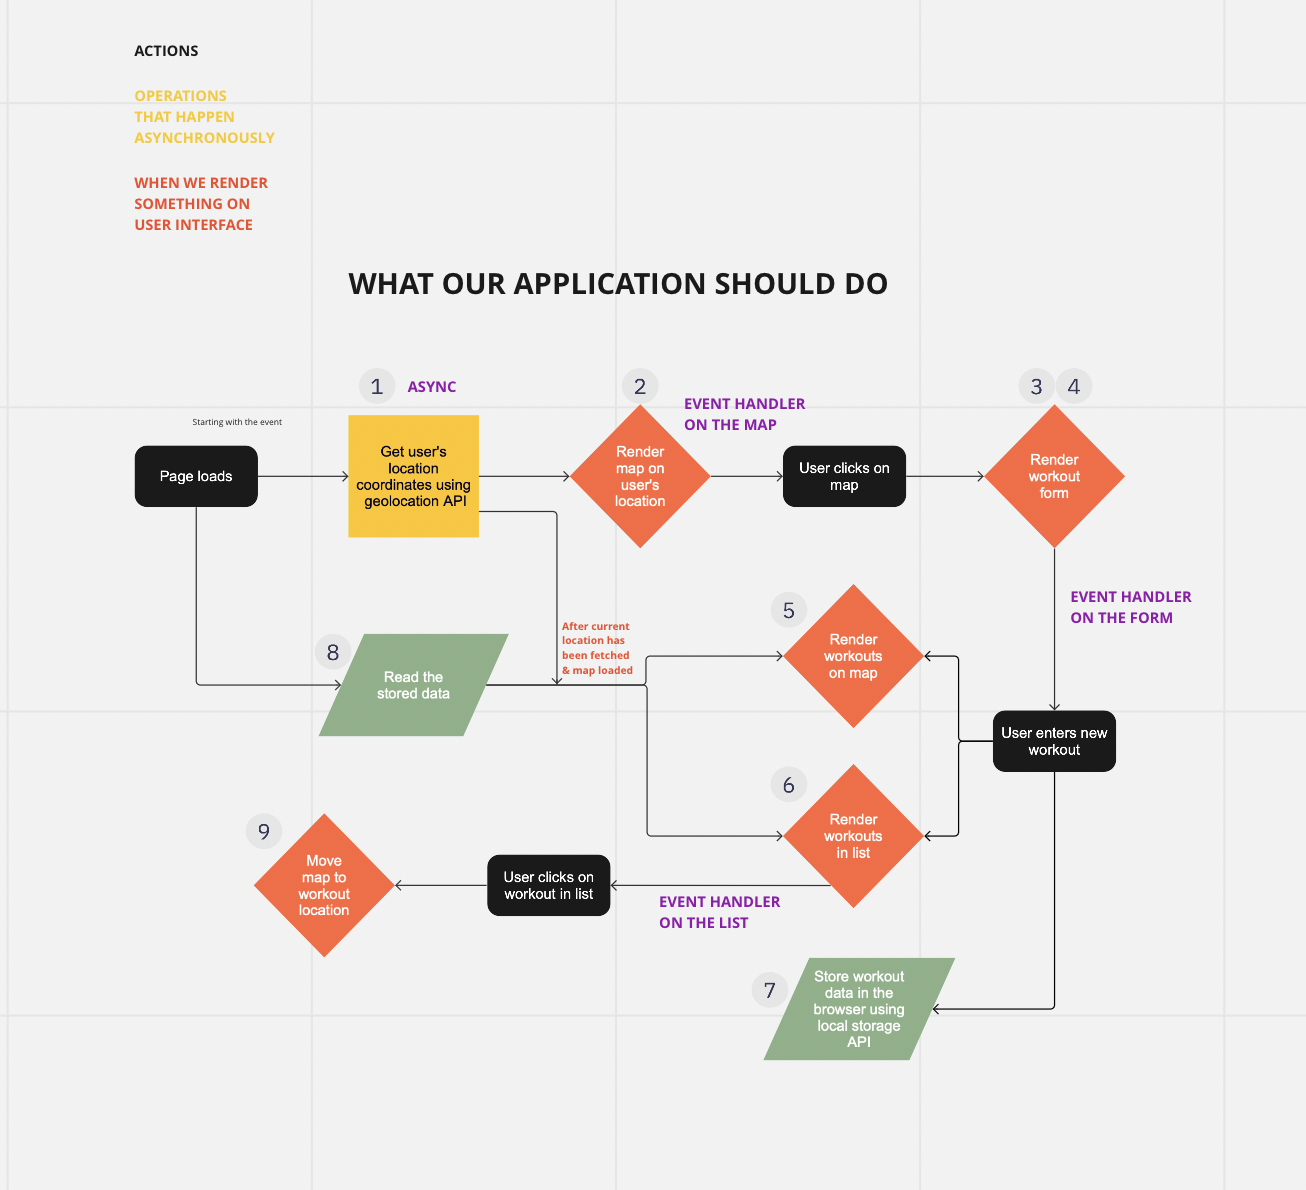 ACTIONS
OPERATIONS
THAT HAPPEN
ASYNCHRONOUSLY
WHEN WE RENDER
SOMETHING ON
USER INTERFACE
WHAT OUR APPLICATION SHOULD DO
1
ASYNC
2
EVENT HANDLER
ON THE MAP
3
4
Starting with the event
Page loads
Get user's
location
coordinates using
geolocation API
Render
map on
user's
location
User clicks on
map
Render
workout
form
EVENT HANDLER
ON THE FORM
5
Render
workouts
on map
After current
location has
been fetched
& map loaded
8
Read the
stored data
User enters new
workout
6
Render
workouts
in list
9
Move
map to
workout
location
User clicks on
workout in list
EVENT HANDLER
ON THE LIST
7
Store workout
data in the
browser using
local storage
API